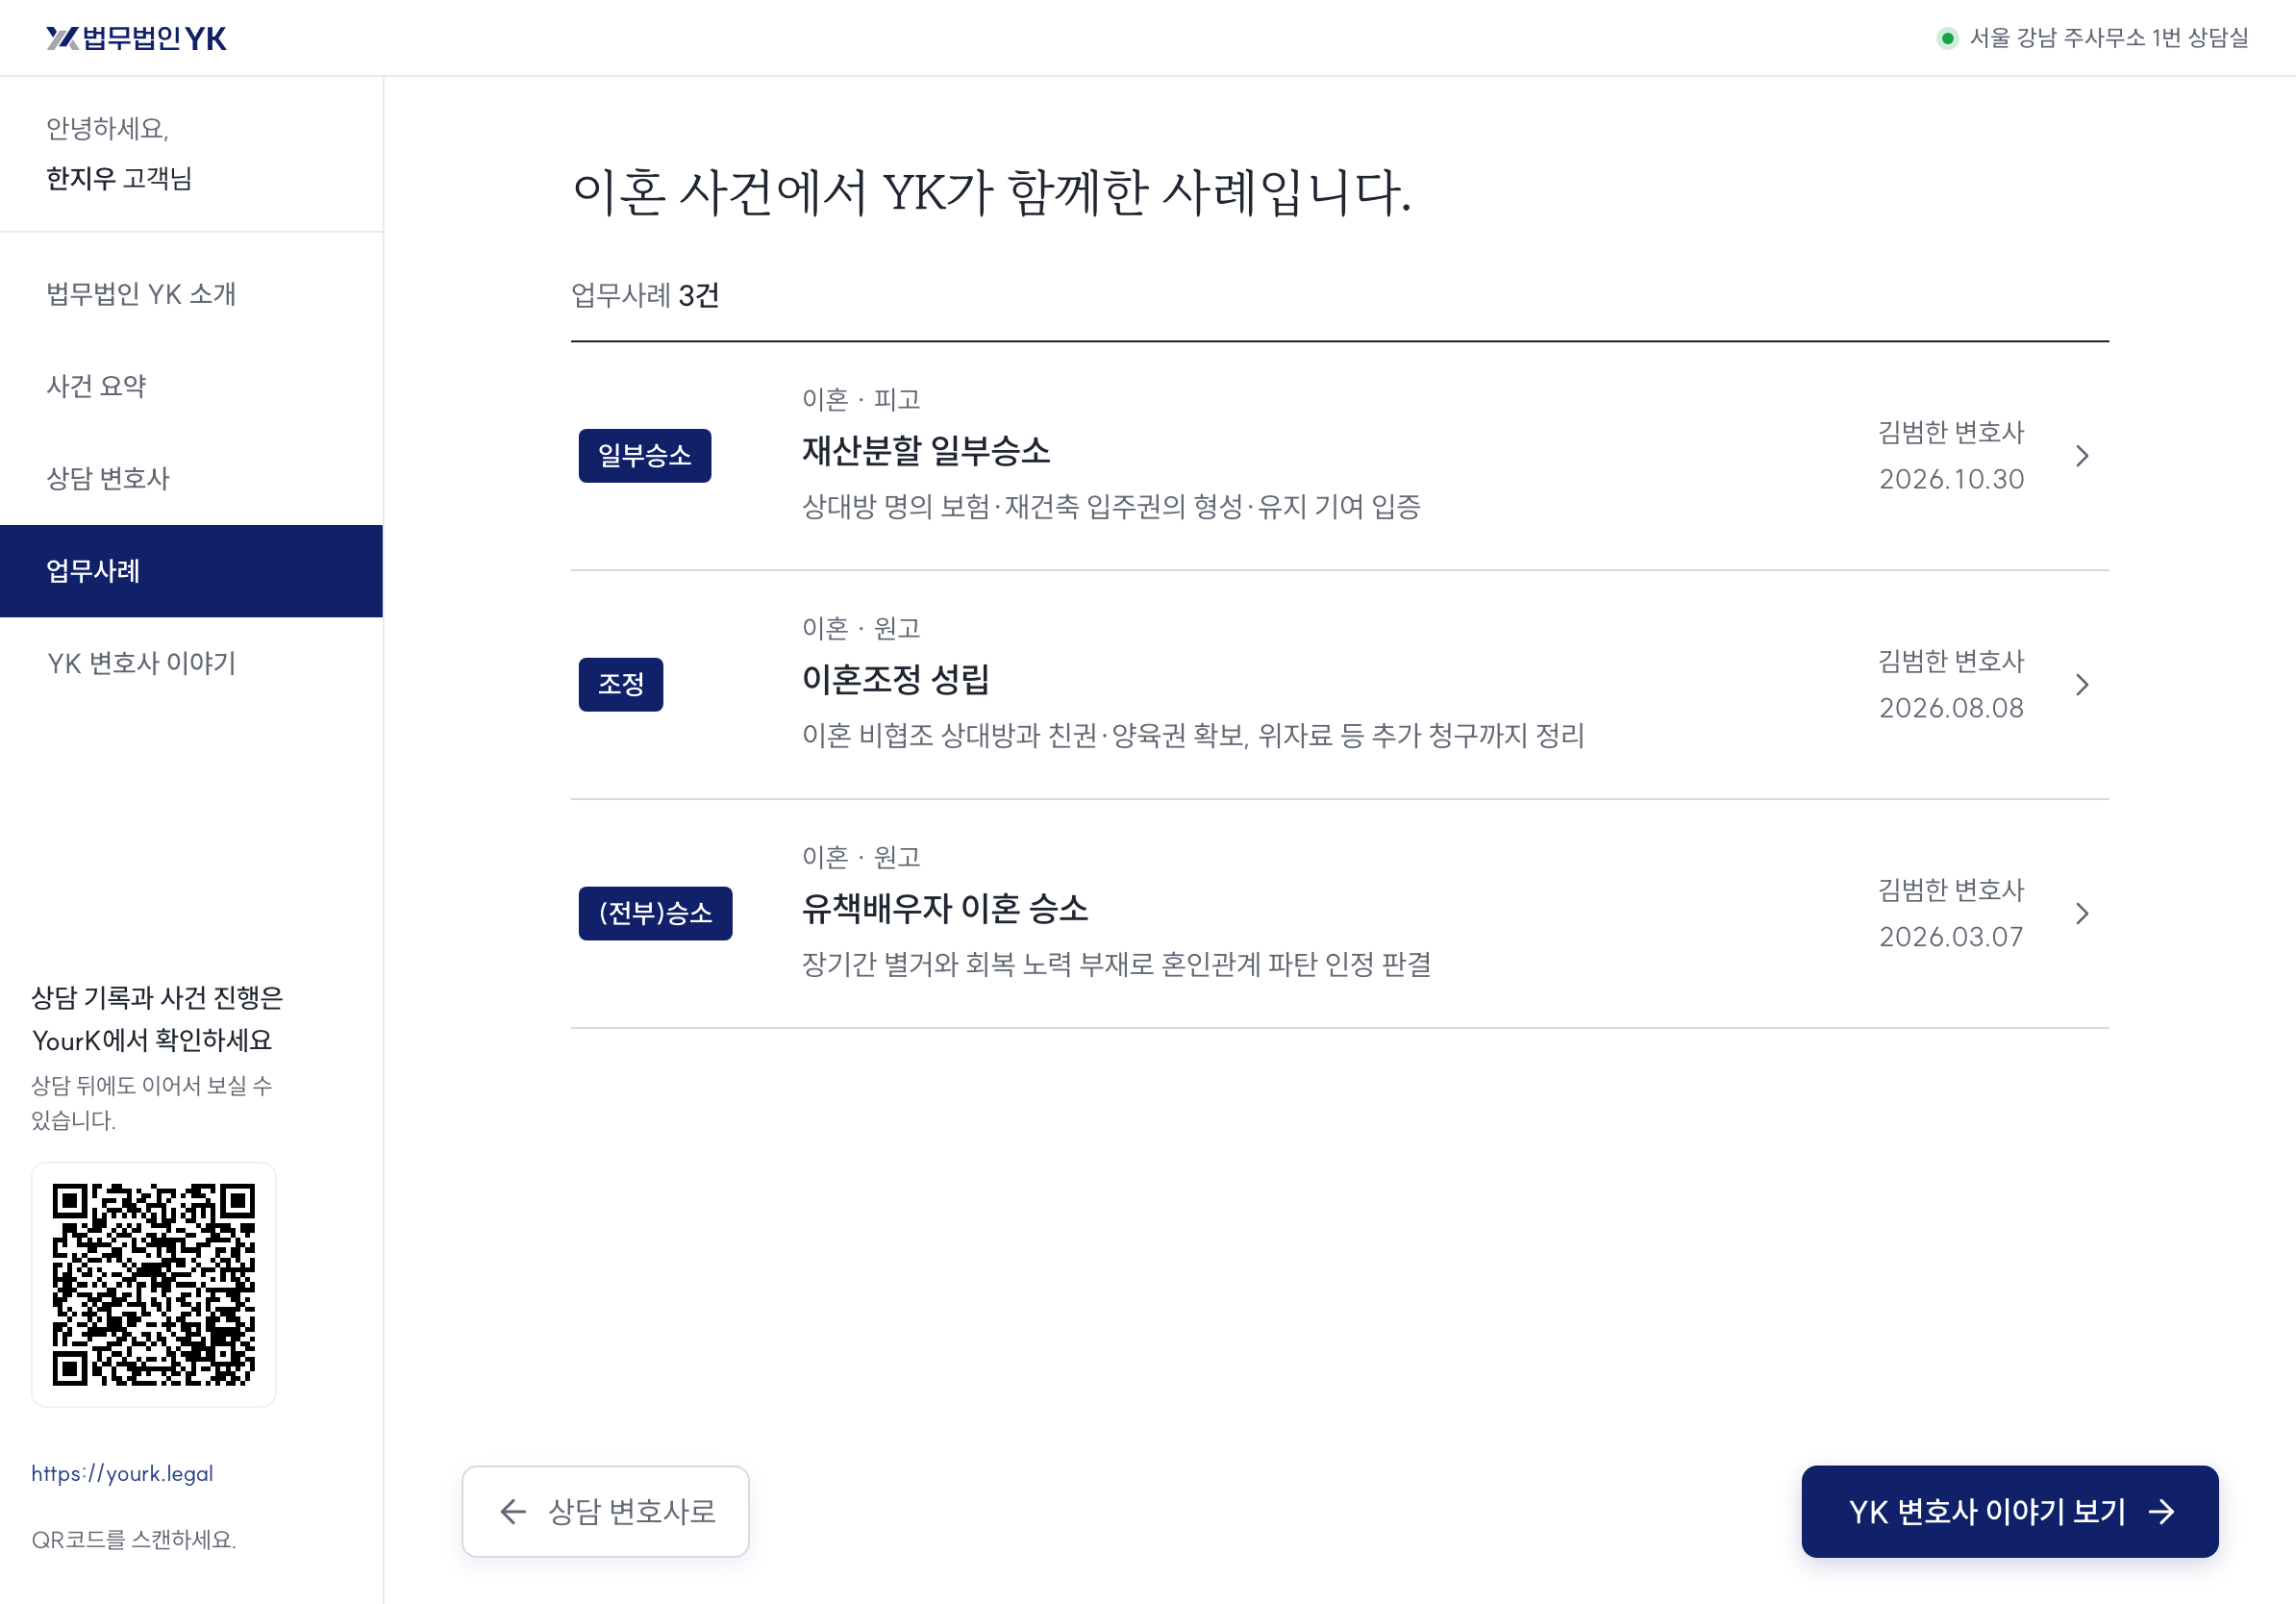 법무법인 YK
서울 강남 주사무소 1번 상담실
안녕하세요,
한지우 고객님
법무법인 YK 소개
사건 요약
상담 변호사
업무사례
YK 변호사 이야기
상담 기록과 사건 진행은
YourK에서 확인하세요
상담 뒤에도 이어서 보실 수
있습니다.
https://yourk.legal
QR코드를 스캔하세요.
이혼 사건에서 YK가 함께한 사례입니다.
업무사례 3건
일부승소
이혼 · 피고
재산분할 일부승소
상대방 명의 보험·재건축 입주권의 형성·유지 기여 입증
김범한 변호사
2026.10.30
조정
이혼 · 원고
이혼조정 성립
이혼 비협조 상대방과 친권·양육권 확보, 위자료 등 추가 청구까지 정리
김범한 변호사
2026.08.08
(전부)승소
이혼 · 원고
유책배우자 이혼 승소
장기간 별거와 회복 노력 부재로 혼인관계 파탄 인정 판결
김범한 변호사
2026.03.07
상담 변호사로
YK 변호사 이야기 보기